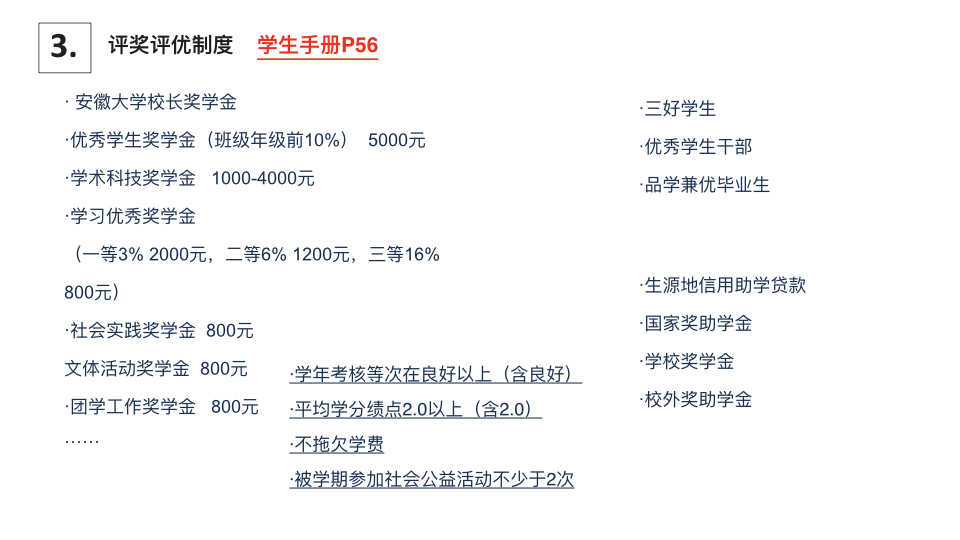 3.
评奖评优制度 学生手册P56
· 安徽大学校长奖学金
·优秀学生奖学金（班级年级前10%） 5000元
·学术科技奖学金 1000-4000元
·学习优秀奖学金
（一等3% 2000元，二等6% 1200元，三等16%
800元）
·社会实践奖学金 800元
文体活动奖学金 800元
·团学工作奖学金 800元
……
·学年考核等次在良好以上（含良好）
·平均学分绩点2.0以上（含2.0）
·不拖欠学费
·被学期参加社会公益活动不少于2次
·三好学生
·优秀学生干部
·品学兼优毕业生
·生源地信用助学贷款
·国家奖助学金
·学校奖学金
·校外奖助学金